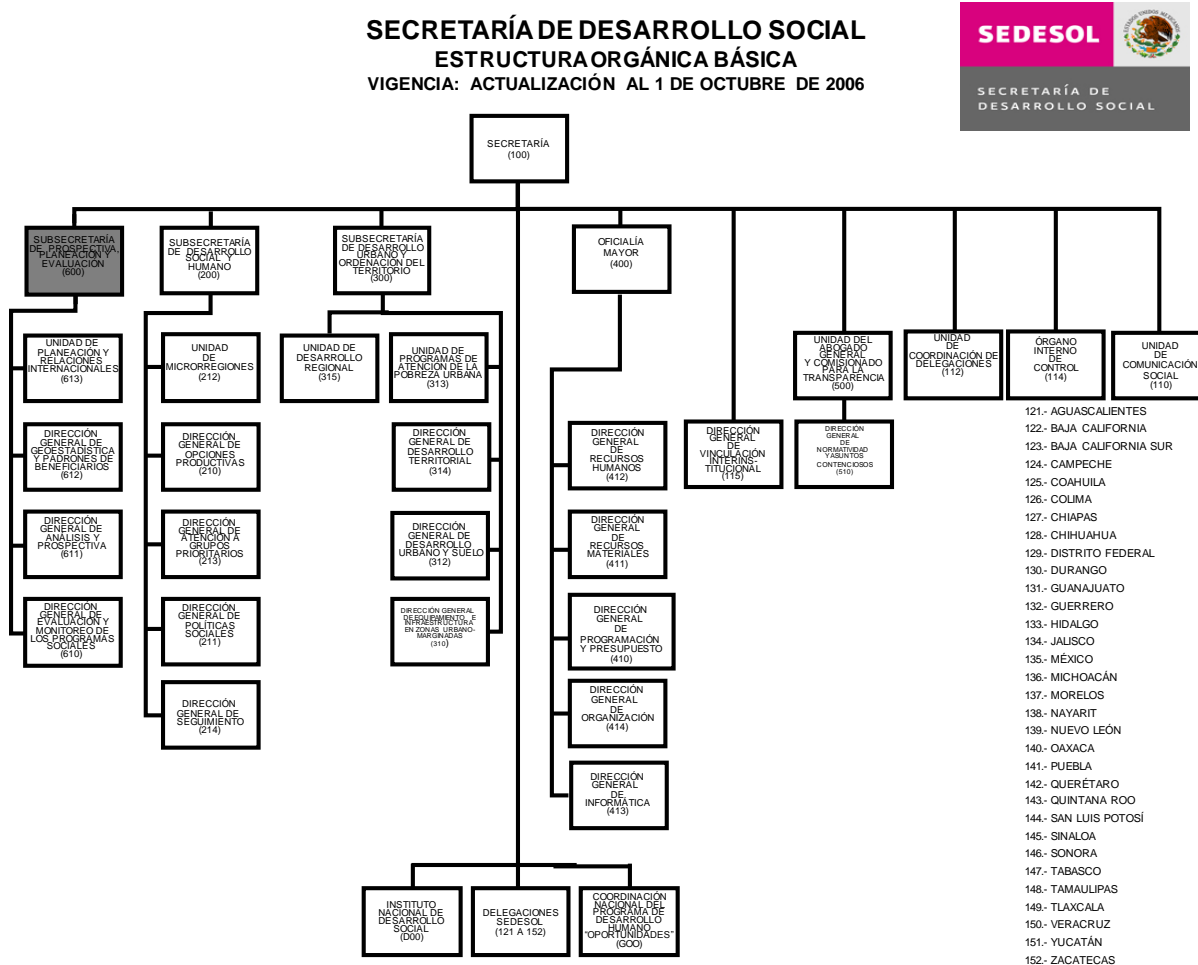 SECRETARÍA DE DESARROLLO SOCIAL
ESTRUCTURA ORGÁNICA BÁSICA
VIGENCIA: ACTUALIZACIÓN AL 1 DE OCTUBRE DE 2006
SEDESOL
ESTADOS UNIDOS MEXICANOS
SECRETARÍA DE
DESARROLLO SOCIAL
SECRETARÍA
(100)
SUBSECRETARÍA
DE PROSPECTIVA,
PLANEACIÓN Y
EVALUACIÓN
(600)
SUBSECRETARÍA
DE DESARROLLO
SOCIAL Y
HUMANO
(200)
SUBSECRETARÍA
DE DESARROLLO
URBANO Y
ORDENACIÓN DEL
TERRITORIO
(300)
OFICIALÍA
MAYOR
(400)
UNIDAD DE
PLANEACIÓN Y
RELACIONES
INTERNACIONALES
(613)
UNIDAD
DE
MICRORREGIONES
(212)
UNIDAD DE
DESARROLLO
REGIONAL
(315)
UNIDAD DE
PROGRAMAS DE
ATENCIÓN DE LA
POBREZA URBANA
(313)
UNIDAD DEL
ABOGADO
GENERAL
Y COMISIONADO
PARA LA
TRANSPARENCIA
(500)
UNIDAD
DE
COORDINACIÓN DE
DELEGACIONES
(112)
ÓRGANO
INTERNO
DE
CONTROL
(114)
UNIDAD
DE
COMUNICACIÓN
SOCIAL
(110)
DIRECCIÓN
GENERAL DE
GEOESTADÍSTICA
Y PADRONES DE
BENEFICIARIOS
(612)
DIRECCIÓN
GENERAL DE
OPCIONES
PRODUCTIVAS
(210)
DIRECCIÓN
GENERAL DE
DESARROLLO
TERRITORIAL
(314)
DIRECCIÓN
GENERAL
DE
RECURSOS
HUMANOS
(412)
DIRECCIÓN
GENERAL
DE
VINCULACIÓN
INTERINS-
TITUCIONAL
(115)
DIRECCIÓN
GENERAL
DE
NORMATIVIDAD
Y ASUNTOS
CONTENCIOSOS
(510)
DIRECCIÓN
GENERAL DE
ANÁLISIS Y
PROSPECTIVA
(611)
DIRECCIÓN
GENERAL DE
ATENCIÓN A
GRUPOS
PRIORITARIOS
(213)
DIRECCIÓN
GENERAL DE
DESARROLLO
URBANO Y SUELO
(312)
DIRECCIÓN
GENERAL
DE
RECURSOS
MATERIALES
(411)
DIRECCIÓN
GENERAL DE
EVALUACIÓN Y
MONITOREO DE
LOS PROGRAMAS
SOCIALES
(610)
DIRECCIÓN
GENERAL DE
POLÍTICAS
SOCIALES
(211)
DIRECCIÓN GENERAL
DE EQUIPAMIENTO E
INFRAESTRUCTURA
EN ZONAS URBANO-
MARGINADAS
(310)
DIRECCIÓN
GENERAL
DE
PROGRAMACIÓN
Y PRESUPUESTO
(410)
DIRECCIÓN
GENERAL DE
SEGUIMIENTO
(214)
DIRECCIÓN
GENERAL
DE
ORGANIZACIÓN
(414)
DIRECCIÓN
GENERAL
DE
INFORMÁTICA
(413)
INSTITUTO
NACIONAL DE
DESARROLLO
SOCIAL
(D00)
DELEGACIONES
SEDESOL
(121 A 152)
COORDINACIÓN
NACIONAL DEL
PROGRAMA DE
DESARROLLO
HUMANO
"OPORTUNIDADES"
(GOO)
121.- AGUASCALIENTES
122.- BAJA CALIFORNIA
123.- BAJA CALIFORNIA SUR
124.- CAMPECHE
125.- COAHUILA
126.- COLIMA
127.- CHIAPAS
128.- CHIHUAHUA
129.- DISTRITO FEDERAL
130.- DURANGO
131.- GUANAJUATO
132.- GUERRERO
133.- HIDALGO
134.- JALISCO
135.- MÉXICO
136.- MICHOACÁN
137.- MORELOS
138.- NAYARIT
139.- NUEVO LEÓN
140.- OAXACA
141.- PUEBLA
142.- QUERÉTARO
143.- QUINTANA ROO
144.- SAN LUIS POTOSÍ
145.- SINALOA
146.- SONORA
147.- TABASCO
148.- TAMAULIPAS
149.- TLAXCALA
150.- VERACRUZ
151.- YUCATÁN
152.- ZACATECAS